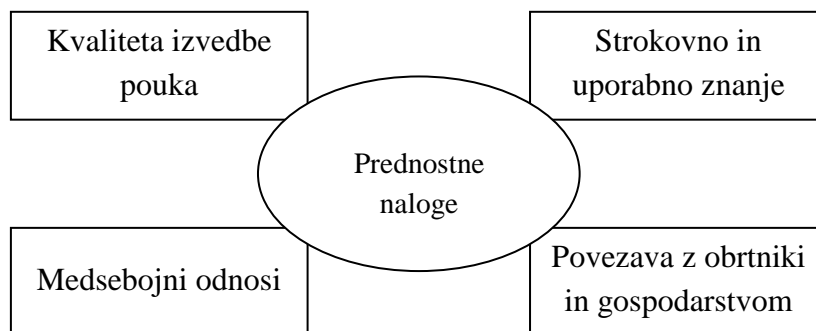 Kvaliteta izvedbe
pouka
Strokovno in
uporabno znanje
Prednostne
naloge
Medsebojni odnosi
Povezava z obrtniki
in gospodarstvom